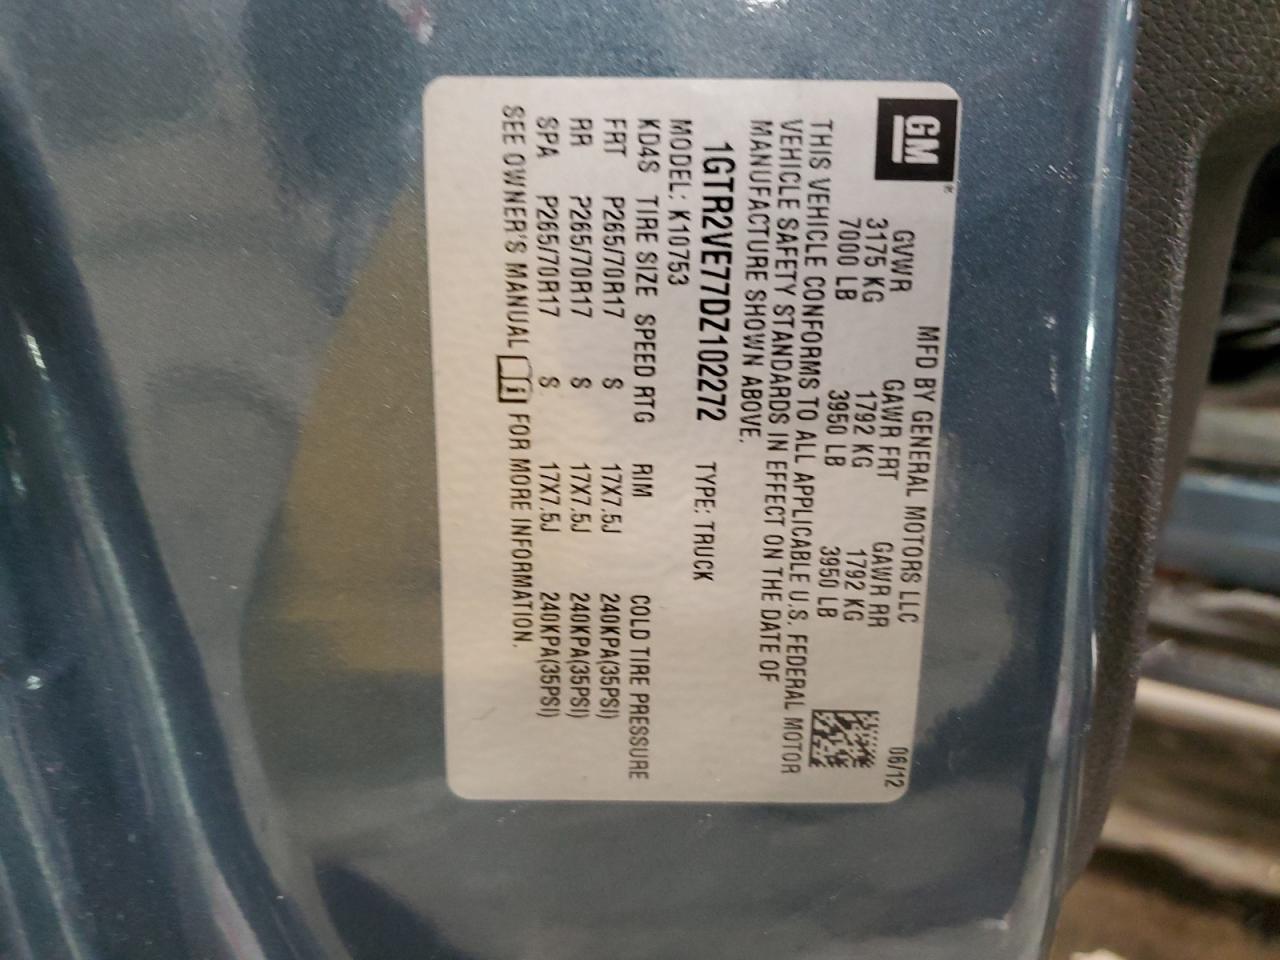 GM
MFD BY GENERAL MOTORS LLC 06/12
GVWR GAWR FRT GAWR RR
3175 KG 1792 KG 1792 KG
7000 LB 3950 LB 3950 LB
THIS VEHICLE CONFORMS TO ALL APPLICABLE U.S. FEDERAL MOTOR
VEHICLE SAFETY STANDARDS IN EFFECT ON THE DATE OF
MANUFACTURE SHOWN ABOVE.
1GTR2VE77DZ102272 TYPE: TRUCK
MODEL: K10753
KD4S TIRE SIZE SPEED RTG RIM COLD TIRE PRESSURE
FRT P265/70R17 S 17X7.5J 240KPA(35PSI)
RR P265/70R17 S 17X7.5J 240KPA(35PSI)
SPA P265/70R17 S 17X7.5J 240KPA(35PSI)
SEE OWNER'S MANUAL i FOR MORE INFORMATION.